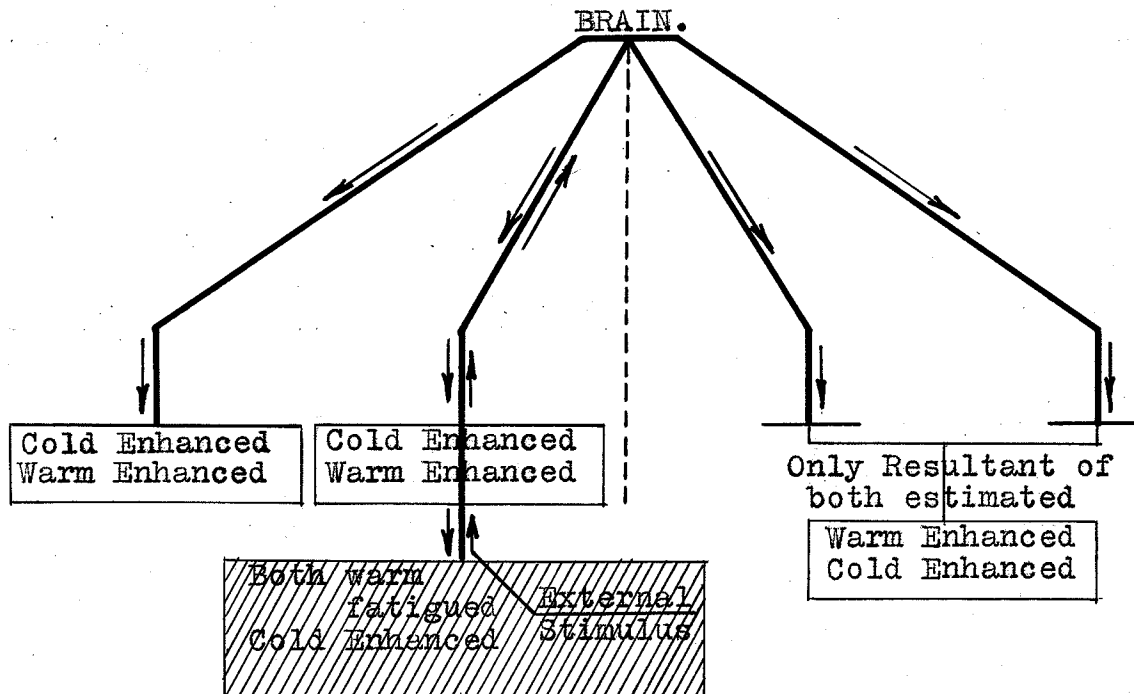 BRAIN.
Cold Enhanced
Warm Enhanced
Cold Enhanced
Warm Enhanced
Only Resultant of
both estimated
Warm Enhanced
Cold Enhanced
Both warm
fatigued
Cold Enhanced
External
Stimulus